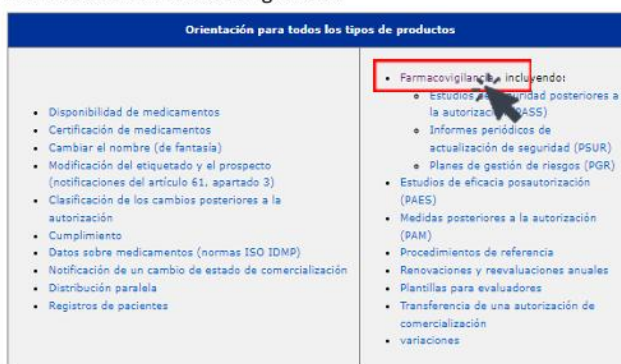 Orientación para todos los tipos de productos
Disponibilidad de medicamentos
Certificación de medicamentos
Cambiar el nombre (de fantasía)
Modificación del etiquetado y el prospecto
(notificaciones del artículo 61, apartado 3)
Clasificación de los cambios posteriores a la
autorización
Cumplimiento
Datos sobre medicamentos (normas ISO IDMP)
Notificación de un cambio de estado de comercialización
Distribución paralela
Registros de pacientes
Farmacovigilancia, incluyendo:
Estudios de seguridad posteriores a
la autorización (PASS)
Informes periódicos de
actualización de seguridad (PSUR)
Planes de gestión de riesgos (PGR)
Estudios de eficacia posautorización
(PAES)
Medidas posteriores a la autorización
(PAM)
Procedimientos de referencia
Renovaciones y reevaluaciones anuales
Plantillas para evaluadores
Transferencia de una autorización de
comercialización
variaciones